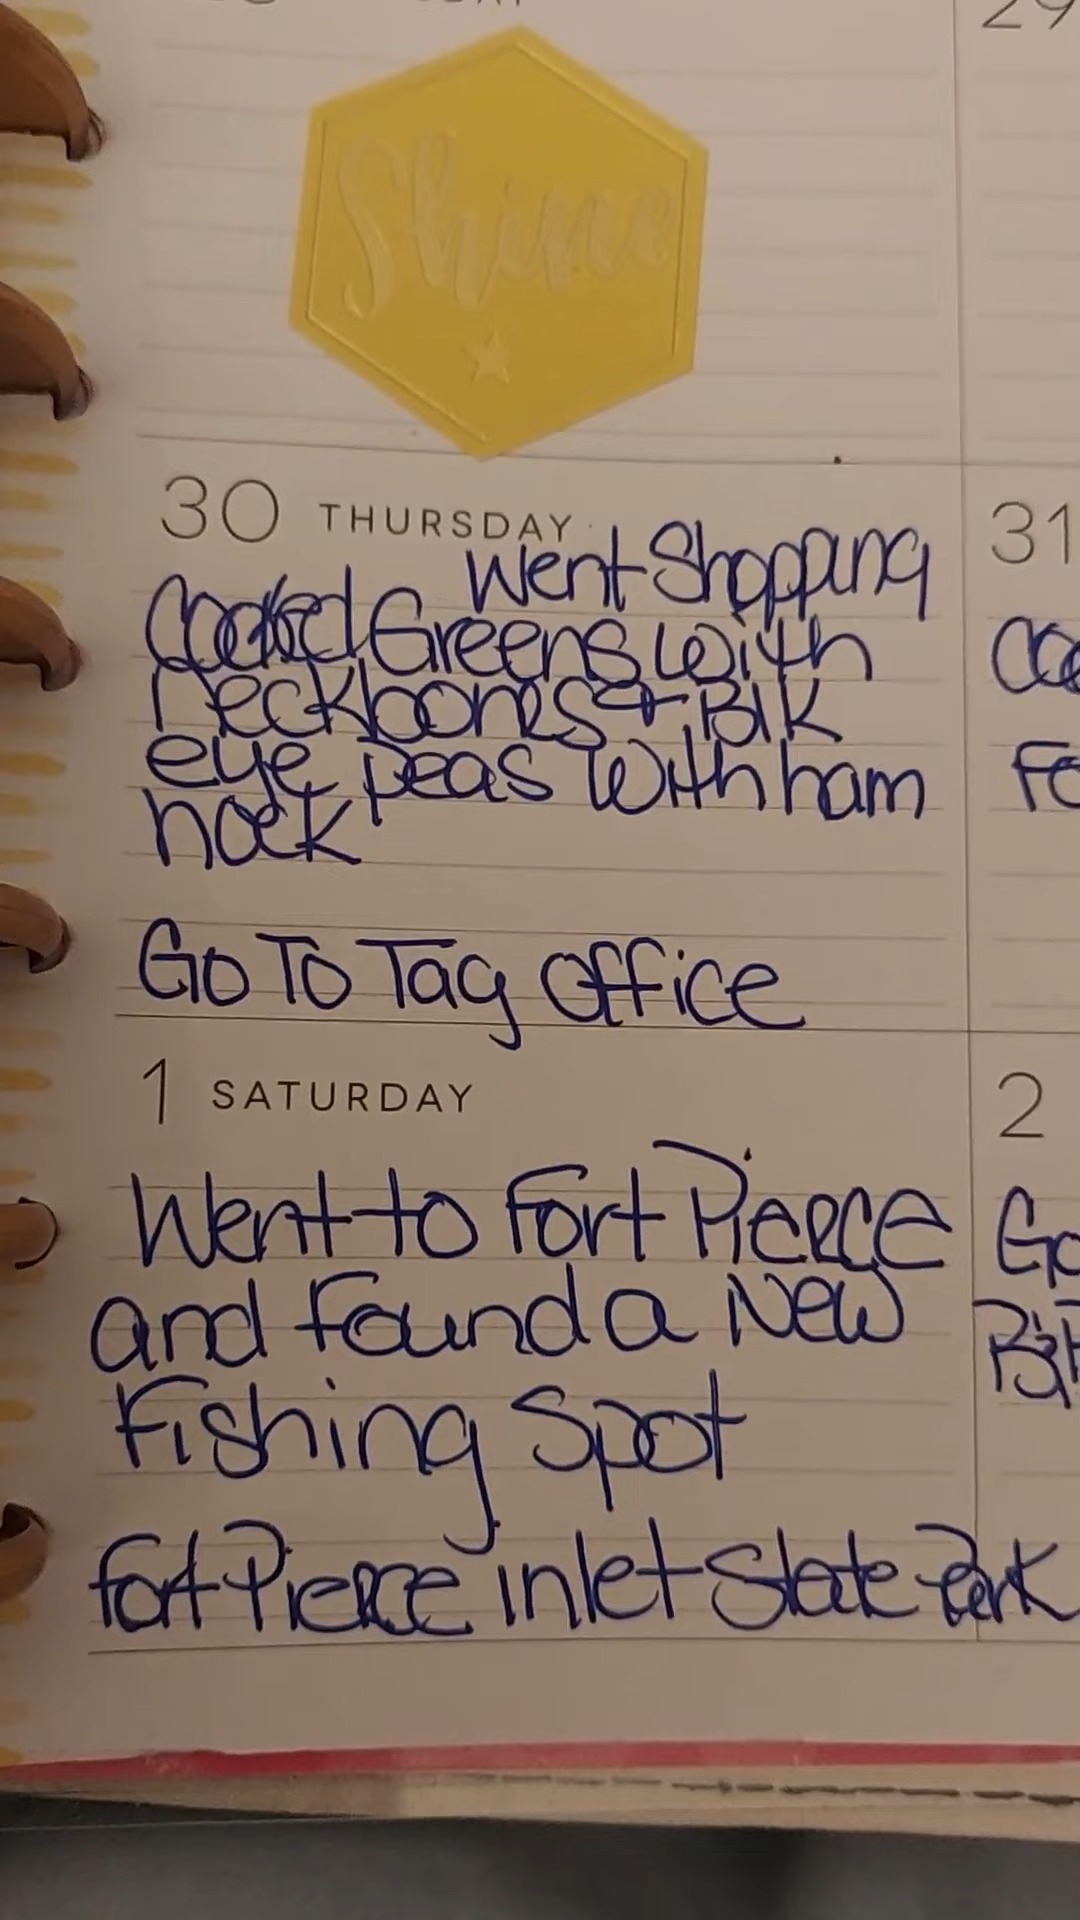 29
Shine
30 THURSDAY
Went Shopping
Cooked Greens with
neckbones + Blk
eye peas with ham
hock
Go To Tag Office
31
1 SATURDAY
Went to Fort Pierce
and found a New
Fishing Spot
Fort Pierce inlet State Park
2